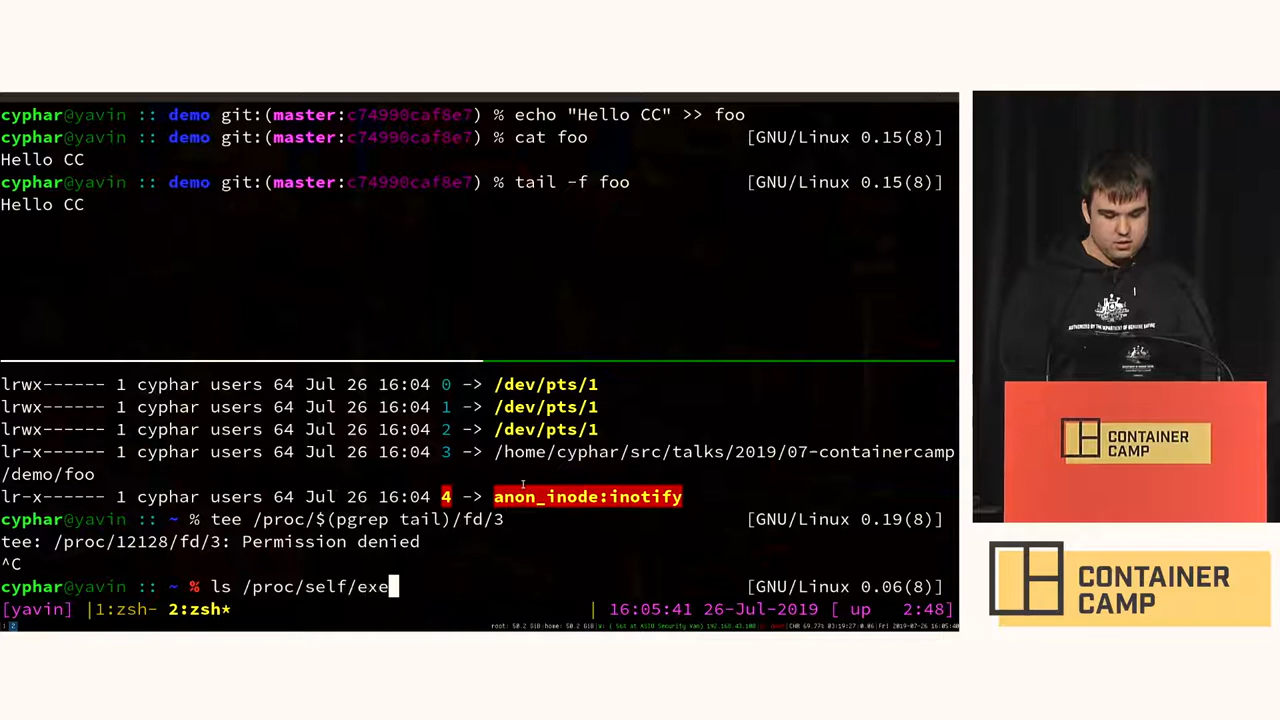 cyphar@yavin :: demo git:(master:c74990caf8e7) % echo "Hello CC" >> foo
cyphar@yavin :: demo git:(master:c74990caf8e7) % cat foo [GNU/Linux 0.15(8)]
Hello CC
cyphar@yavin :: demo git:(master:c74990caf8e7) % tail -f foo [GNU/Linux 0.15(8)]
Hello CC
lrwx------ 1 cyphar users 64 Jul 26 16:04 0 -> /dev/pts/1
lrwx------ 1 cyphar users 64 Jul 26 16:04 1 -> /dev/pts/1
lrwx------ 1 cyphar users 64 Jul 26 16:04 2 -> /dev/pts/1
lr-x------ 1 cyphar users 64 Jul 26 16:04 3 -> /home/cyphar/src/talks/2019/07-containercamp
/demo/foo
lr-x------ 1 cyphar users 64 Jul 26 16:04 4 -> anon_inode:inotify
cyphar@yavin :: ~ % tee /proc/$(pgrep tail)/fd/3 [GNU/Linux 0.19(8)]
tee: /proc/12128/fd/3: Permission denied
^C
cyphar@yavin :: ~ % ls /proc/self/exe [GNU/Linux 0.06(8)]
[yavin] |1:zsh- 2:zsh* | 16:05:41 26-Jul-2019 [ up 2:48]
CONTAINER
CAMP
CONTAINER
CAMP